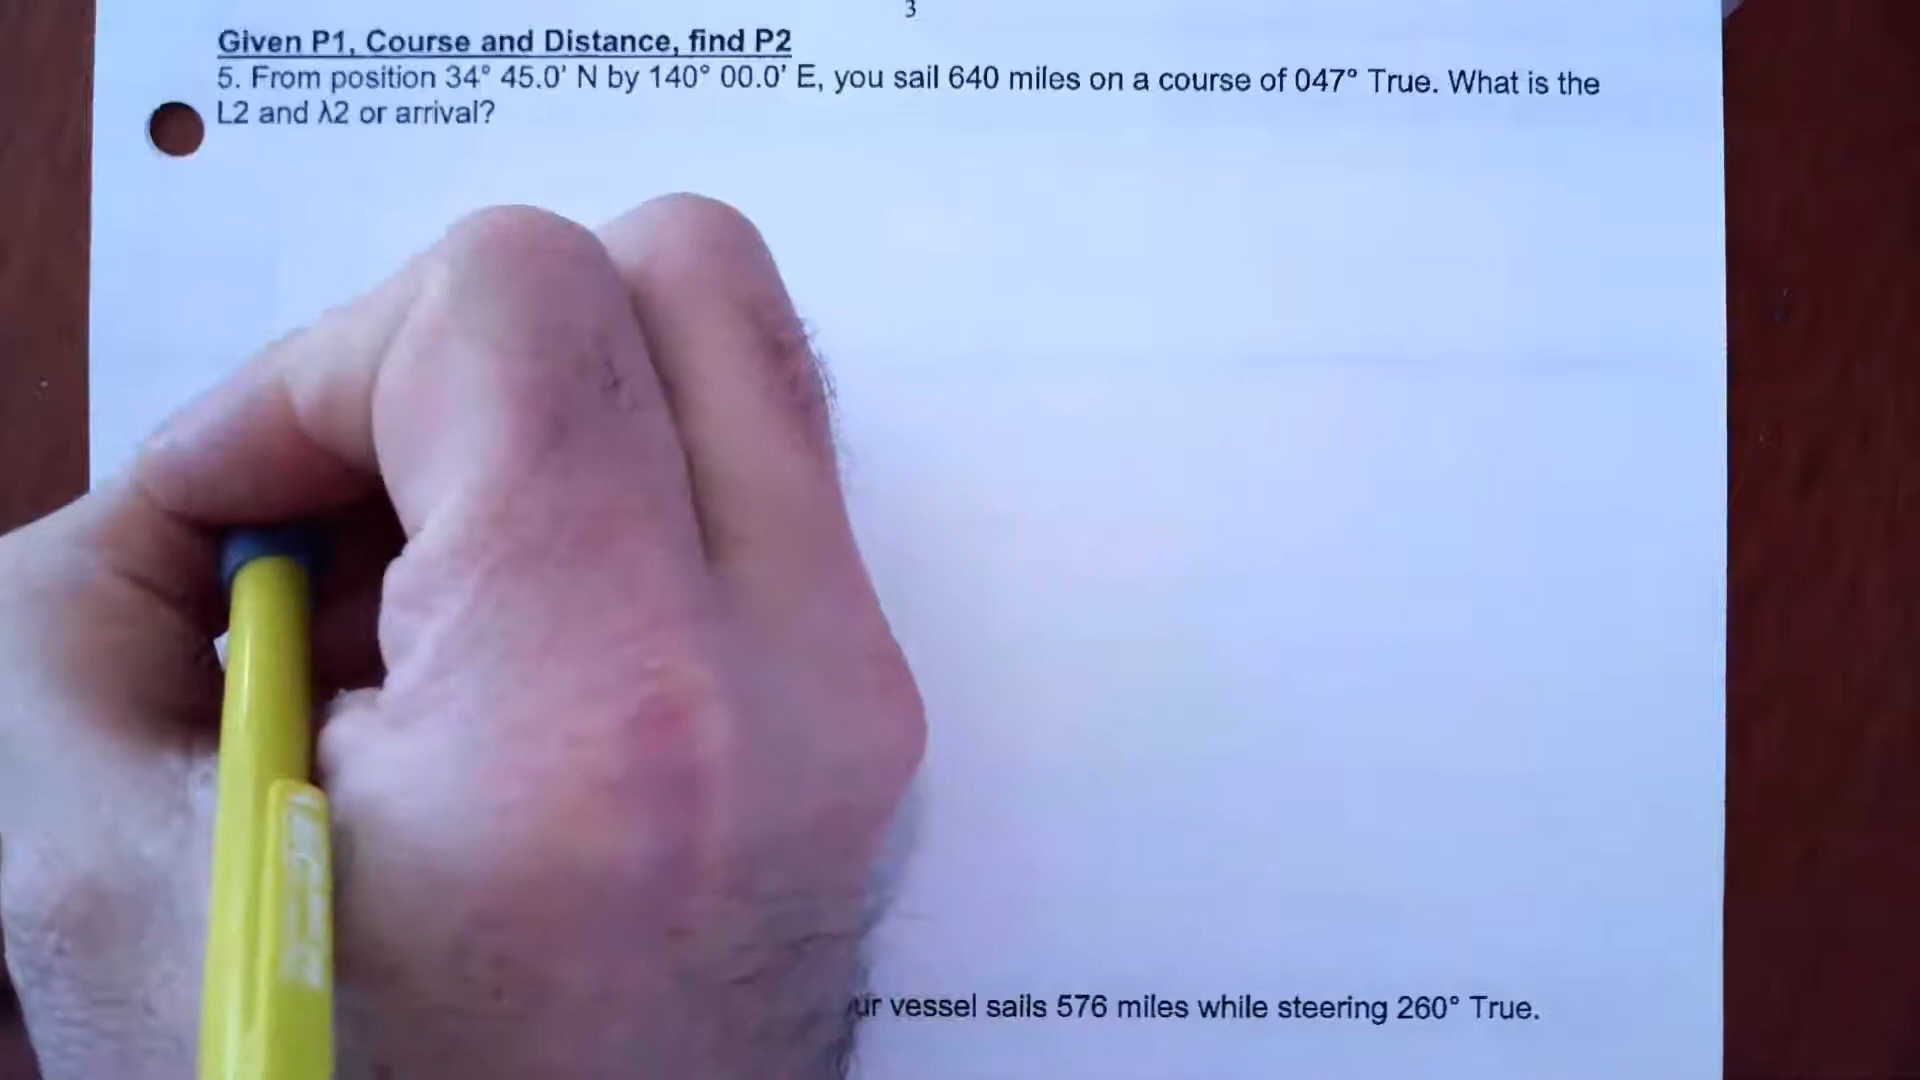 3
Given P1, Course and Distance, find P2
5. From position 34° 45.0' N by 140° 00.0' E, you sail 640 miles on a course of 047° True. What is the
L2 and λ2 or arrival?
vessel sails 576 miles while steering 260° True.